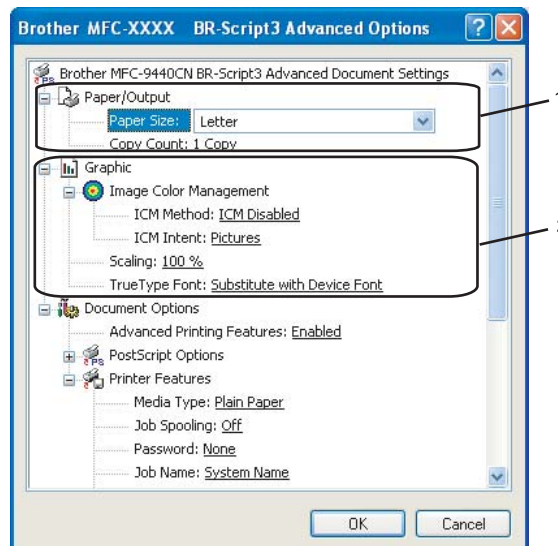 Brother MFC-XXXX BR-Script3 Advanced Options
Brother MFC-9440CN BR-Script3 Advanced Document Settings
Paper/Output
Paper Size: Letter
Copy Count: 1 Copy
1
Graphic
Image Color Management
ICM Method: ICM Disabled
ICM Intent: Pictures
Scaling: 100 %
TrueType Font: Substitute with Device Font
Document Options
Advanced Printing Features: Enabled
PostScript Options
Printer Features
Media Type: Plain Paper
Job Spooling: Off
Password: None
Job Name: System Name
OK Cancel